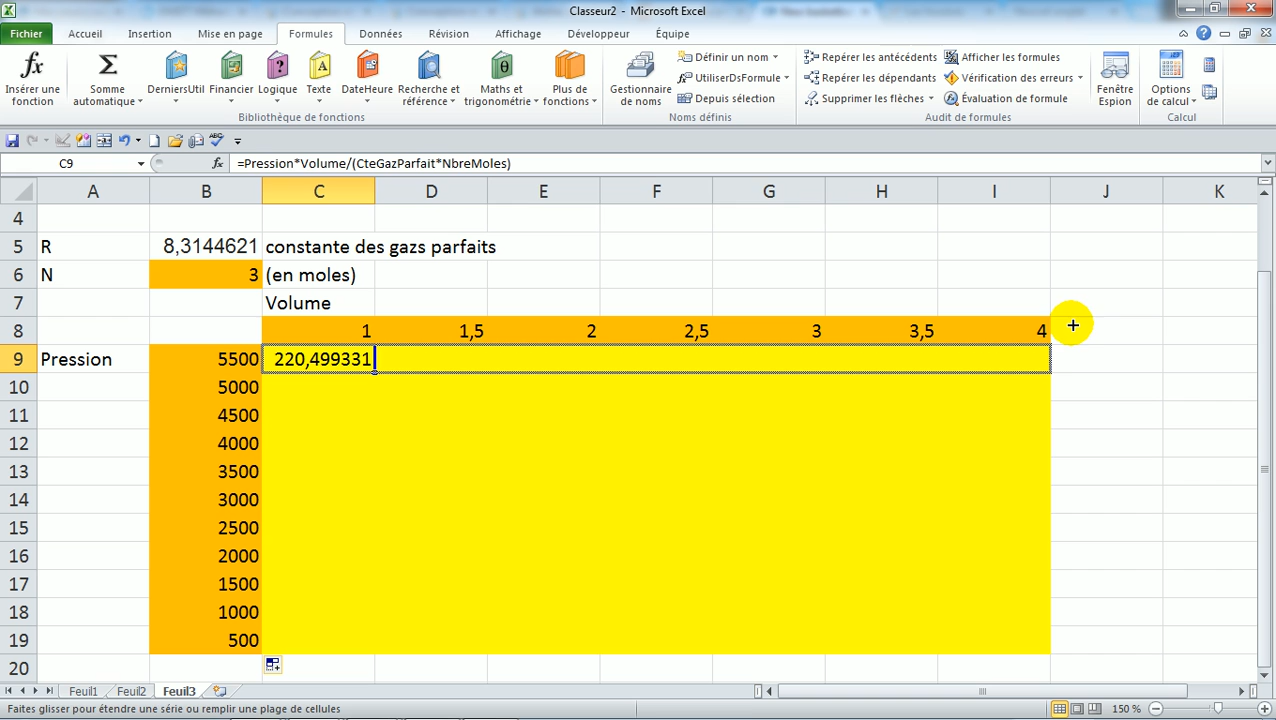 Classeur2 - Microsoft Excel
Fichier Accueil Insertion Mise en page Formules Données Révision Affichage Développeur Équipe
Insérer une fonction
Somme automatique
DerniersUtil
Financier
Logique
Texte
DateHeure
Recherche et référence
Maths et trigonométrie
Plus de fonctions
Bibliothèque de fonctions
Gestionnaire de noms
Définir un nom
UtiliserDsFormule
Depuis sélection
Noms définis
Repérer les antécédents
Repérer les dépendants
Supprimer les flèches
Afficher les formules
Vérification des erreurs
Évaluation de formule
Audit de formules
Fenêtre Espion
Options de calcul
Calcul
C9 fx =Pression*Volume/(CteGazParfait*NbreMoles)
A B C D E F G H I J K
4
5 R 8,3144621 constante des gazs parfaits
6 N 3 (en moles)
7 Volume
8 1 1,5 2 2,5 3 3,5 4
9 Pression 5500 220,499331
10 5000
11 4500
12 4000
13 3500
14 3000
15 2500
16 2000
17 1500
18 1000
19 500
20
Feuil1 Feuil2 Feuil3
Faites glisser pour étendre une série ou remplir une plage de cellules 150 %